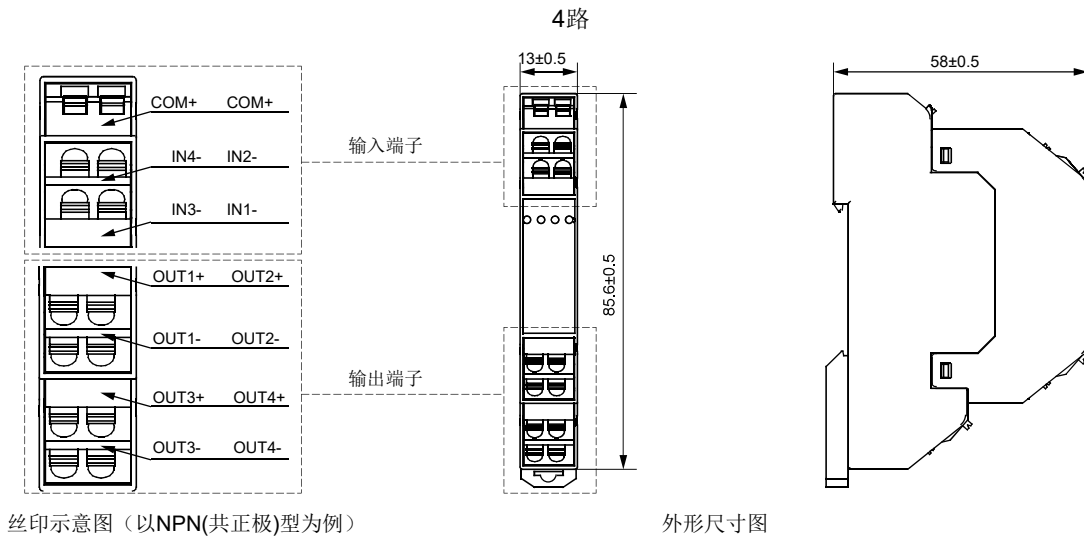 4路
13±0.5
58±0.5
COM+ COM+
输入端子
IN4- IN2-
IN3- IN1-
85.6±0.5
OUT1+ OUT2+
OUT1- OUT2-
输出端子
OUT3+ OUT4+
OUT3- OUT4-
丝印示意图（以NPN(共正极)型为例）
外形尺寸图